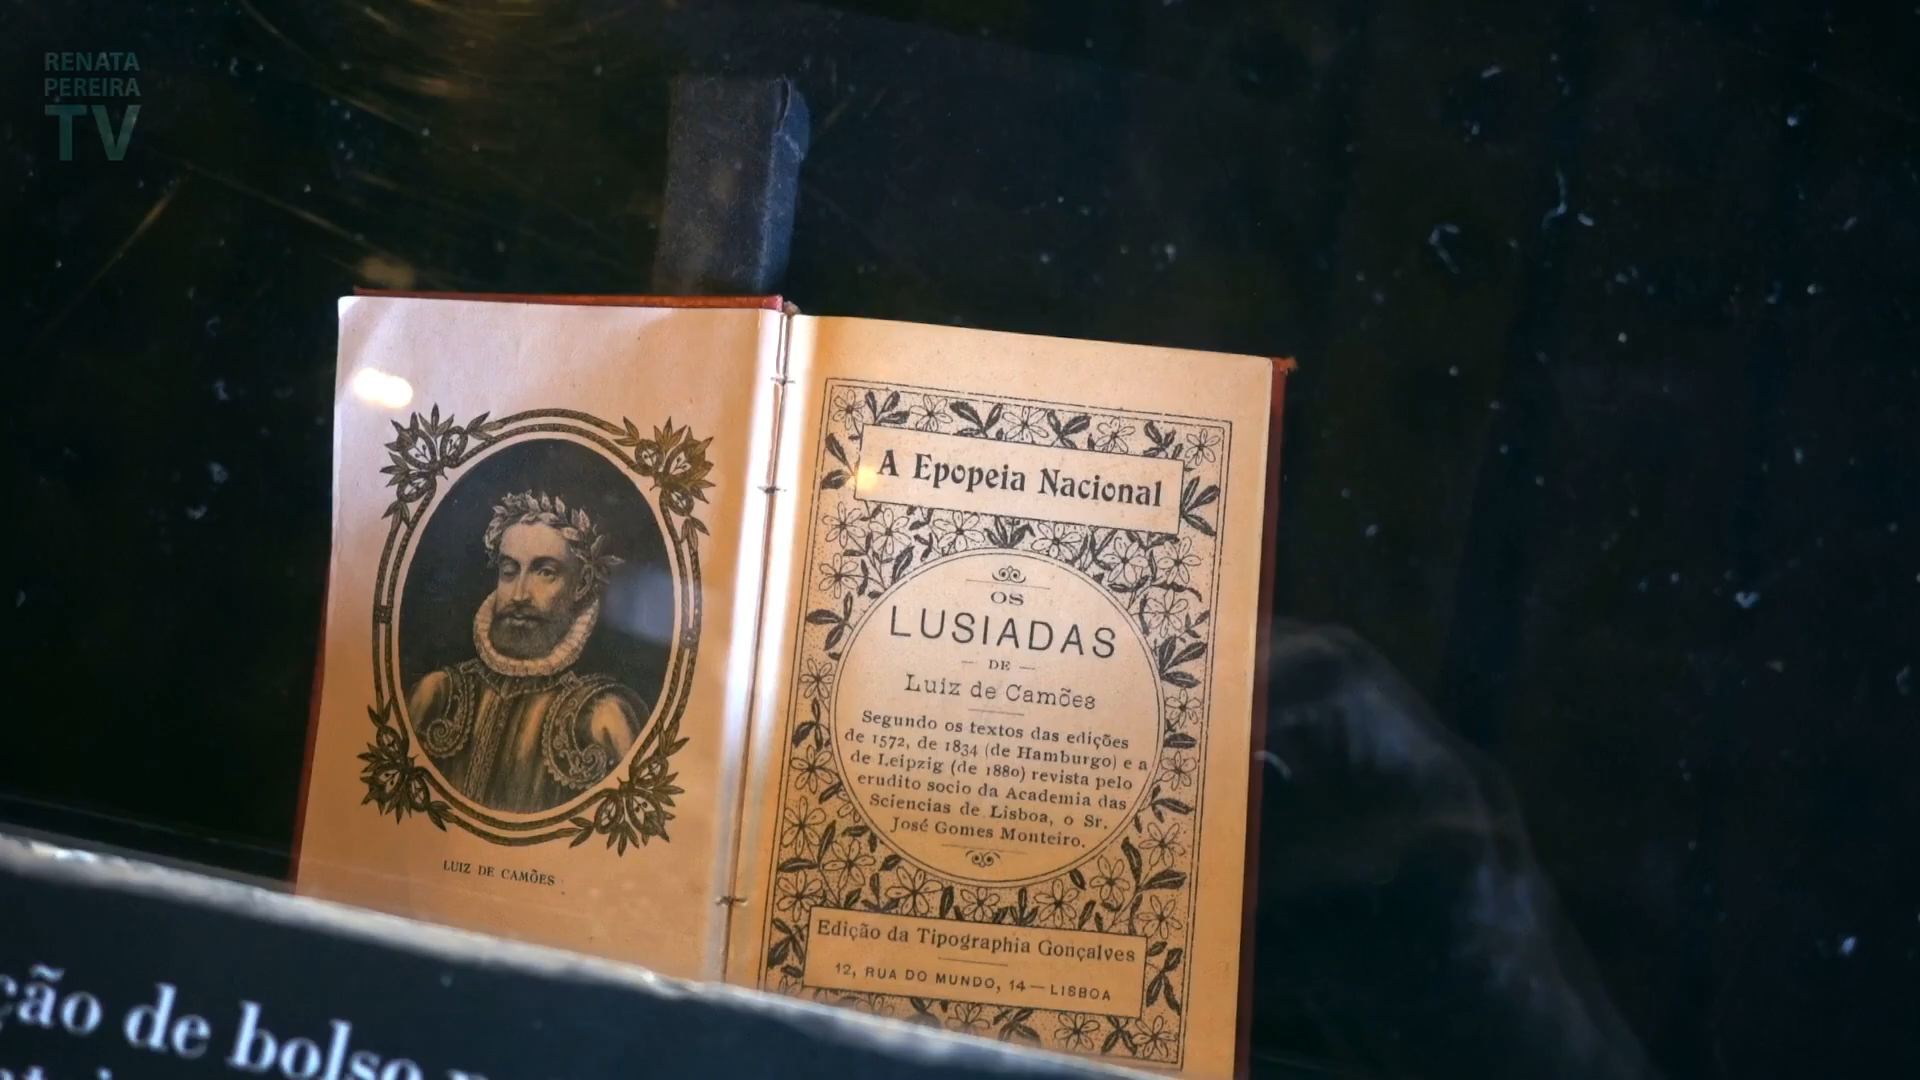 RENATA
PEREIRA
TV
LUIZ DE CAMÕES
A Epopeia Nacional
OS
LUSIADAS
— DE —
Luiz de Camões
Segundo os textos das edições
de 1572, de 1834 (de Hamburgo) e a
de Leipzig (de 1880) revista pelo
erudito socio da Academia das
Sciencias de Lisboa, o Sr.
José Gomes Monteiro.
Edição da Tipographia Gonçalves
12, RUA DO MUNDO, 14—LISBOA
ção de bolso